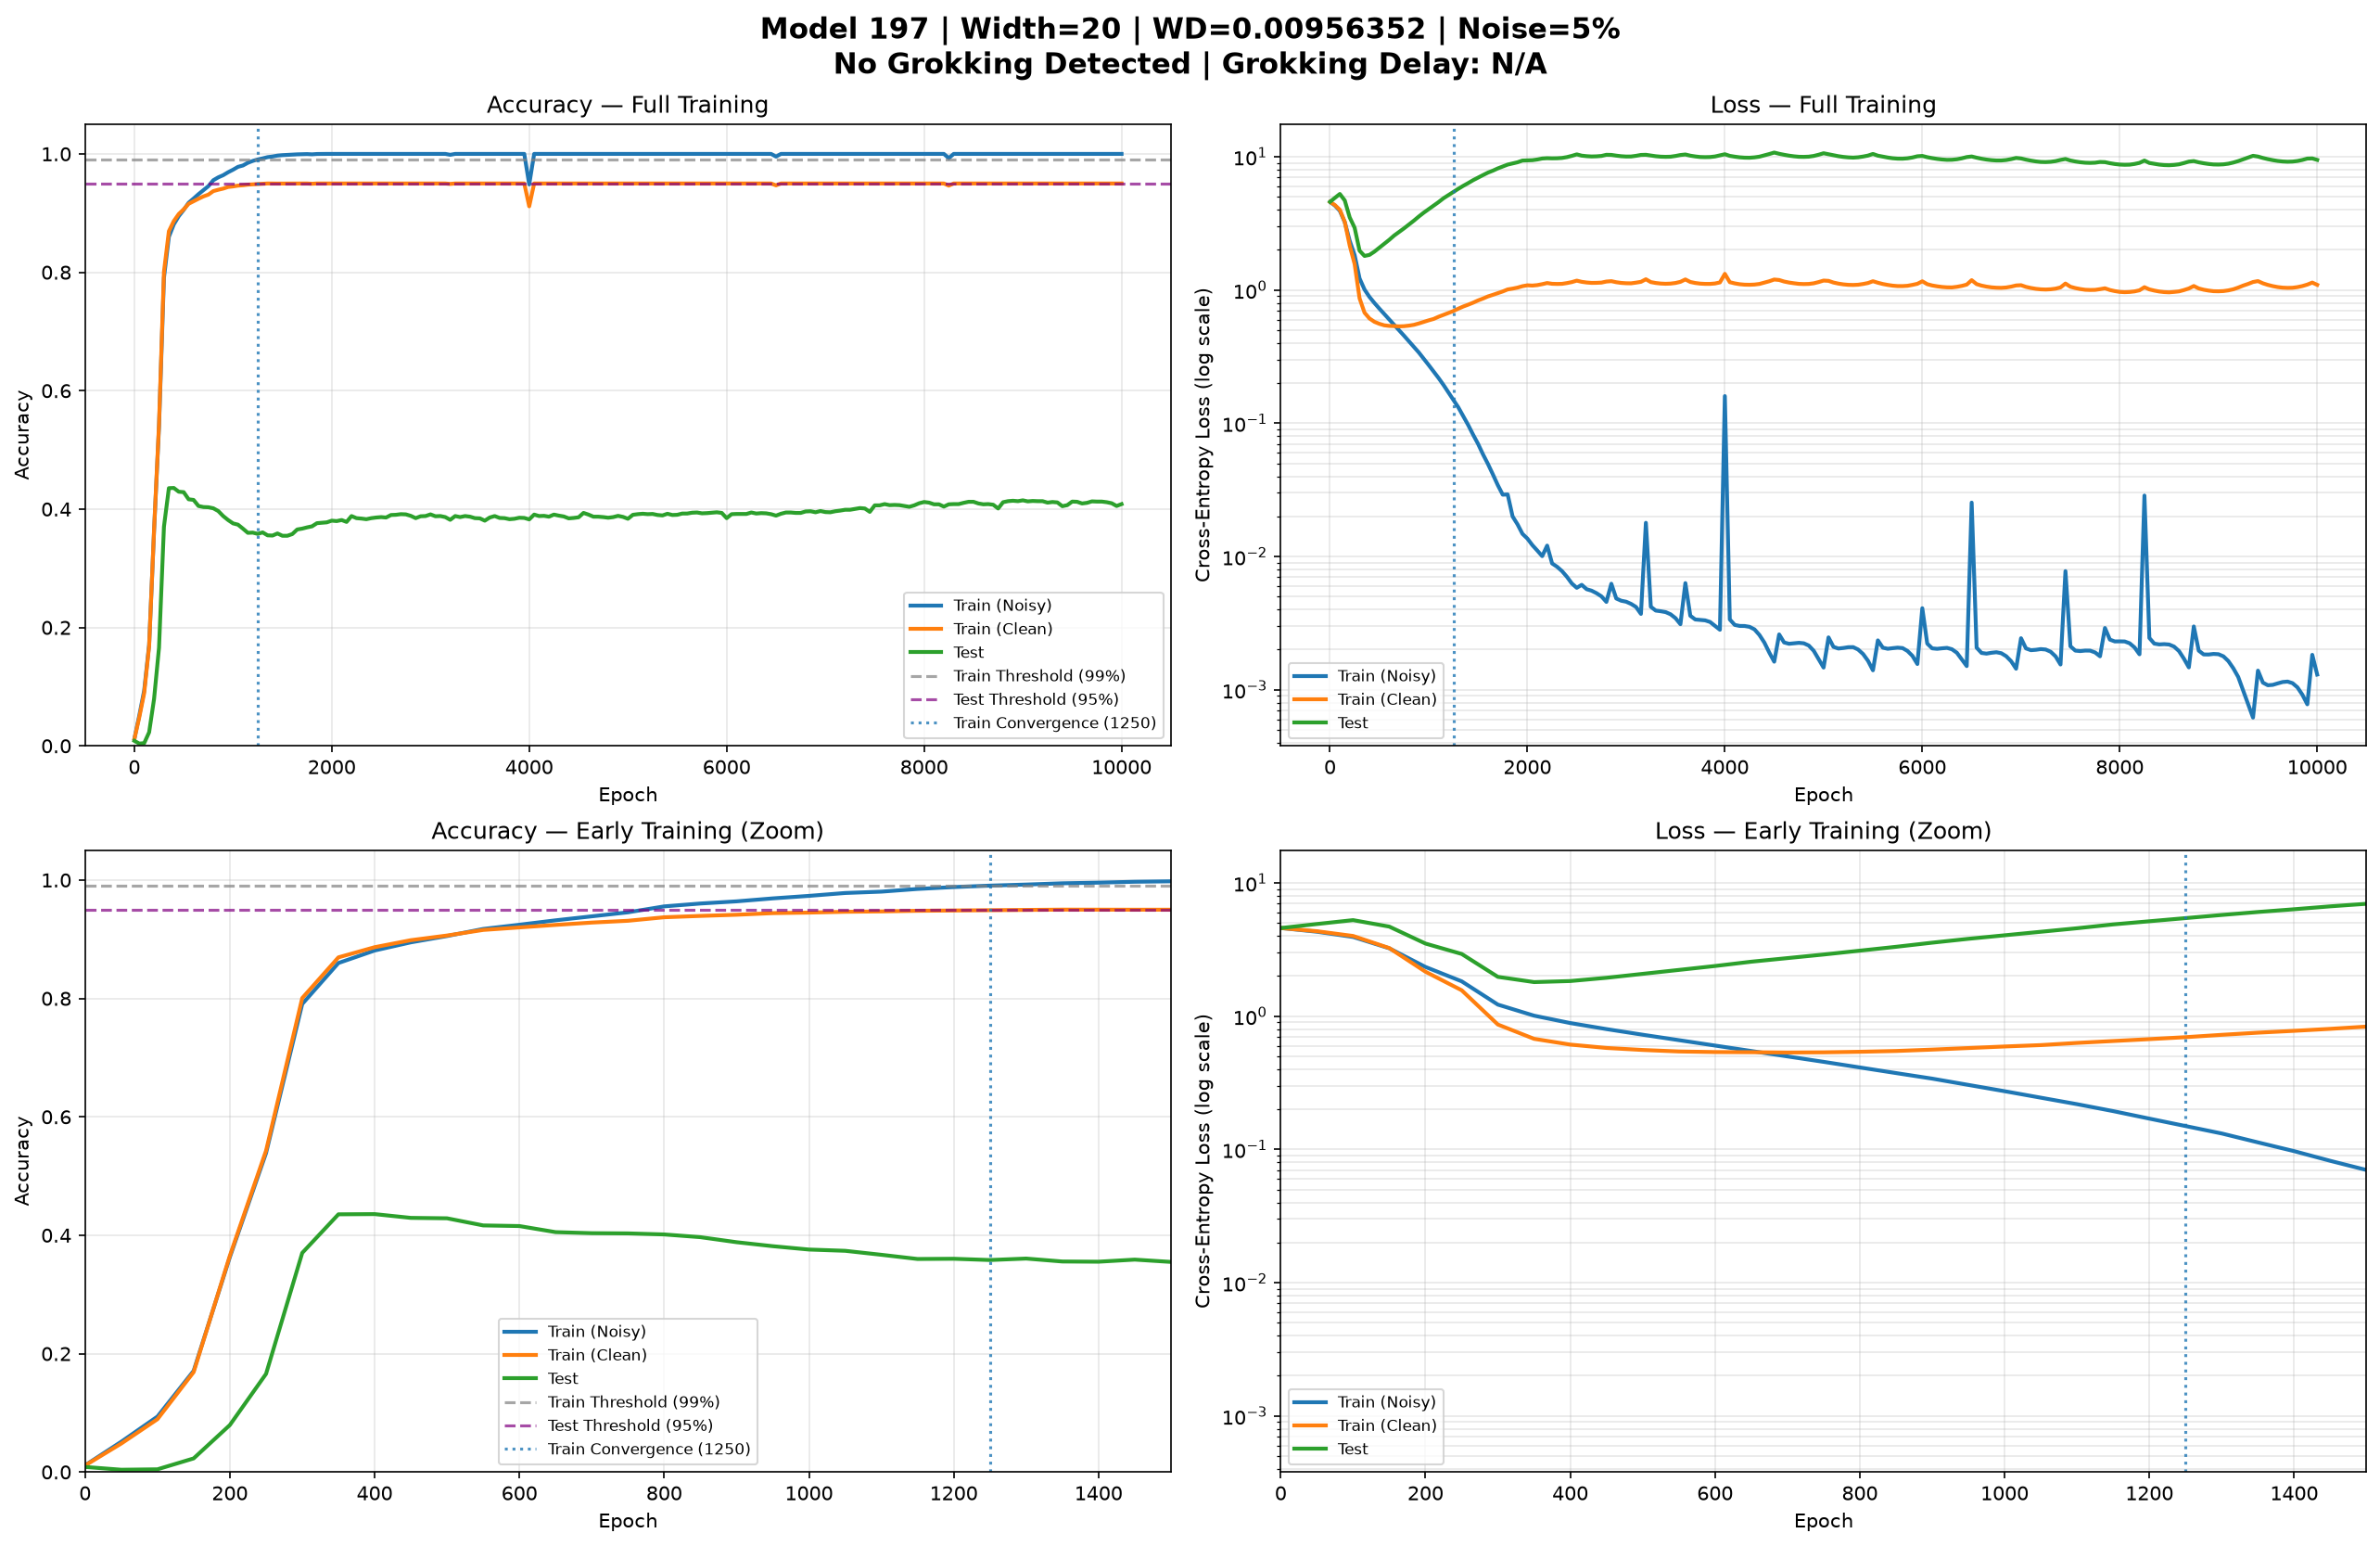 Model 197 | Width=20 | WD=0.00956352 | Noise=5%
No Grokking Detected | Grokking Delay: N/A
Accuracy — Full Training
Accuracy
1.0
0.8
0.6
0.4
0.2
0.0
0 2000 4000 6000 8000 10000
Epoch
Train (Noisy)
Train (Clean)
Test
Train Threshold (99%)
Test Threshold (95%)
Train Convergence (1250)
Loss — Full Training
Cross-Entropy Loss (log scale)
10¹
10⁰
10⁻¹
10⁻²
10⁻³
0 2000 4000 6000 8000 10000
Epoch
Train (Noisy)
Train (Clean)
Test
Accuracy — Early Training (Zoom)
Accuracy
1.0
0.8
0.6
0.4
0.2
0.0
0 200 400 600 800 1000 1200 1400
Epoch
Train (Noisy)
Train (Clean)
Test
Train Threshold (99%)
Test Threshold (95%)
Train Convergence (1250)
Loss — Early Training (Zoom)
Cross-Entropy Loss (log scale)
10¹
10⁰
10⁻¹
10⁻²
10⁻³
0 200 400 600 800 1000 1200 1400
Epoch
Train (Noisy)
Train (Clean)
Test